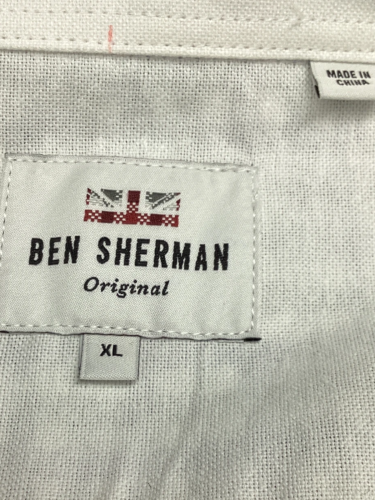 MADE IN
CHINA
BEN SHERMAN
Original
XL